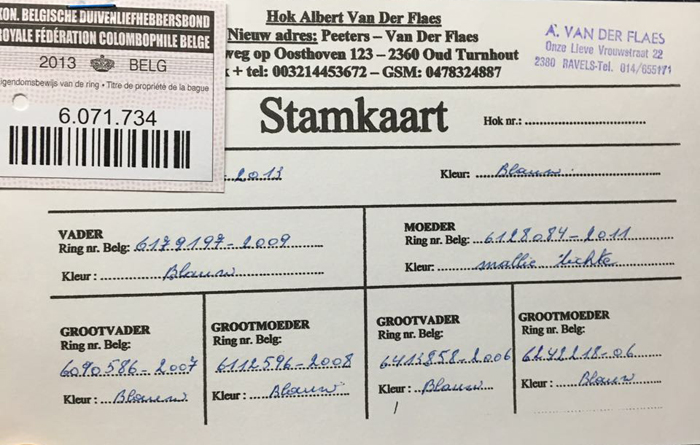 KON. BELGISCHE DUIVENLIEFHEBBERSBOND
ROYALE FÉDÉRATION COLOMBOPHILE BELGE
2013 BELG
igendomsbewijs van de ring • Titre de propriété de la bague
6.071.734
Hok Albert Van Der Flaes
Nieuw adres: Peeters – Van Der Flaes
weg op Oosthoven 123 – 2360 Oud Turnhout
+ tel: 003214453672 – GSM: 0478324887
A. VAN DER FLAES
Onze Lieve Vrouwstraat 22
2380 RAVELS-Tel. 014/655171
Stamkaart
Hok nr.:
2013
Kleur: Blauw
VADER
Ring nr. Belg: 6179197-2009
Kleur: Blauw
MOEDER
Ring nr. Belg: 6128084-2011
Kleur: lichte
GROOTVADER
Ring nr. Belg:
6090586-2007
Kleur: Blauw
GROOTMOEDER
Ring nr. Belg:
6112596-2008
Kleur: Blauw
GROOTVADER
Ring nr. Belg:
6413858-2006
Kleur: Blauw
GROOTMOEDER
Ring nr. Belg:
6242218-06
Kleur: Blauw